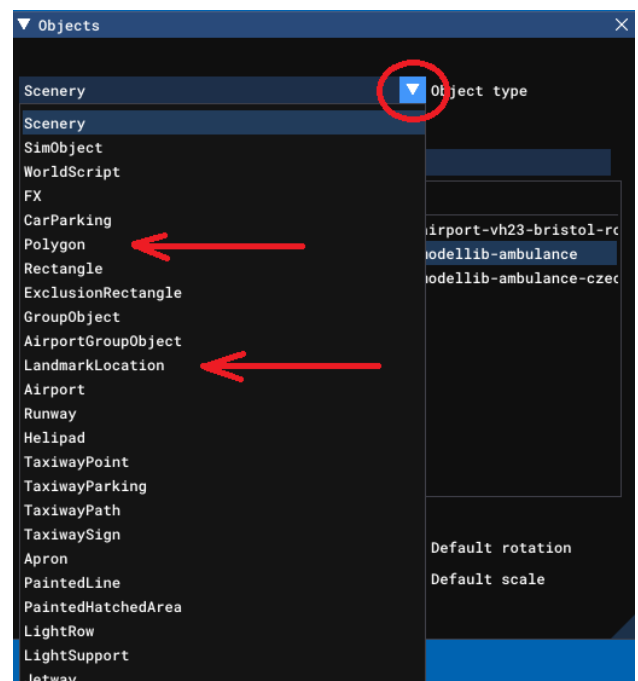 Objects
Scenery
Object type
Scenery
SimObject
WorldScript
FX
CarParking
Polygon
Rectangle
ExclusionRectangle
GroupObject
AirportGroupObject
LandmarkLocation
Airport
Runway
Helipad
TaxiwayPoint
TaxiwayParking
TaxiwayPath
TaxiwaySign
Apron
PaintedLine
PaintedHatchedArea
LightRow
LightSupport
Jetway
airport-vh23-bristol-ro
modellib-ambulance
modellib-ambulance-czec
Default rotation
Default scale